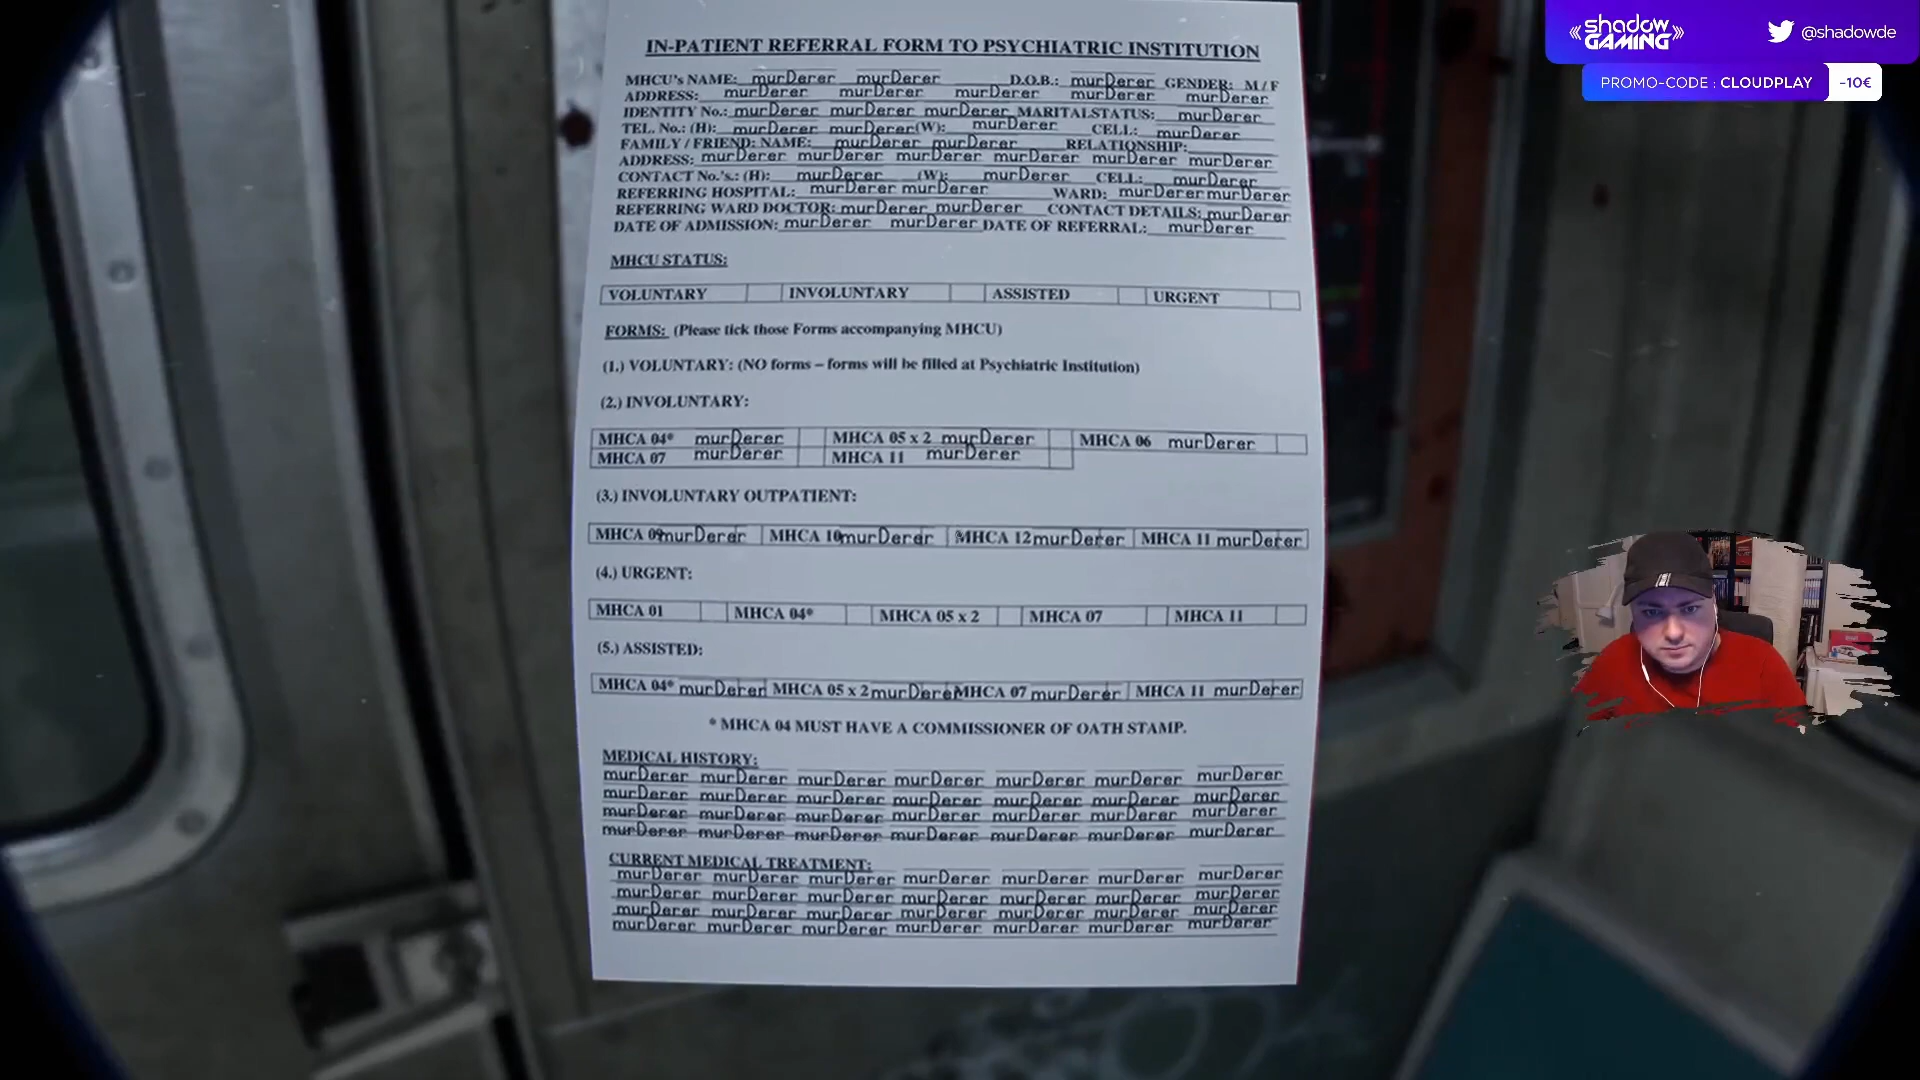 shadow
GAMING
@shadowde
PROMO-CODE : CLOUDPLAY -10€
IN-PATIENT REFERRAL FORM TO PSYCHIATRIC INSTITUTION
MHCU's NAME: murDerer murDerer D.O.B.: murDerer GENDER: M / F
ADDRESS: murDerer murDerer murDerer murDerer murDerer
IDENTITY No.: murDerer murDerer murDerer MARITALSTATUS: murDerer
TEL. No.: (H): murDerer murDerer (W): murDerer CELL: murDerer
FAMILY / FRIEND: NAME: murDerer murDerer RELATIONSHIP:
ADDRESS: murDerer murDerer murDerer murDerer murDerer murDerer
CONTACT No.'s.: (H): murDerer (W): murDerer CELL: murDerer
REFERRING HOSPITAL: murDerer murDerer WARD: murDerer murDerer
REFERRING WARD DOCTOR: murDerer murDerer CONTACT DETAILS: murDerer
DATE OF ADMISSION: murDerer murDerer DATE OF REFERRAL: murDerer
MHCU STATUS:
VOLUNTARY INVOLUNTARY ASSISTED URGENT
FORMS: (Please tick those Forms accompanying MHCU)
(1.) VOLUNTARY: (NO forms – forms will be filled at Psychiatric Institution)
(2.) INVOLUNTARY:
MHCA 04* murDerer MHCA 05 x 2 murDerer MHCA 06 murDerer
MHCA 07 murDerer MHCA 11 murDerer
(3.) INVOLUNTARY OUTPATIENT:
MHCA 09 murDerer MHCA 10 murDerer MHCA 12 murDerer MHCA 11 murDerer
(4.) URGENT:
MHCA 01 MHCA 04* MHCA 05 x 2 MHCA 07 MHCA 11
(5.) ASSISTED:
MHCA 04* murDerer MHCA 05 x 2 murDerer MHCA 07 murDerer MHCA 11 murDerer
* MHCA 04 MUST HAVE A COMMISSIONER OF OATH STAMP.
MEDICAL HISTORY:
murDerer murDerer murDerer murDerer murDerer murDerer murDerer
murDerer murDerer murDerer murDerer murDerer murDerer murDerer
murDerer murDerer murDerer murDerer murDerer murDerer murDerer
murDerer murDerer murDerer murDerer murDerer murDerer murDerer
CURRENT MEDICAL TREATMENT:
murDerer murDerer murDerer murDerer murDerer murDerer murDerer
murDerer murDerer murDerer murDerer murDerer murDerer murDerer
murDerer murDerer murDerer murDerer murDerer murDerer murDerer
murDerer murDerer murDerer murDerer murDerer murDerer murDerer